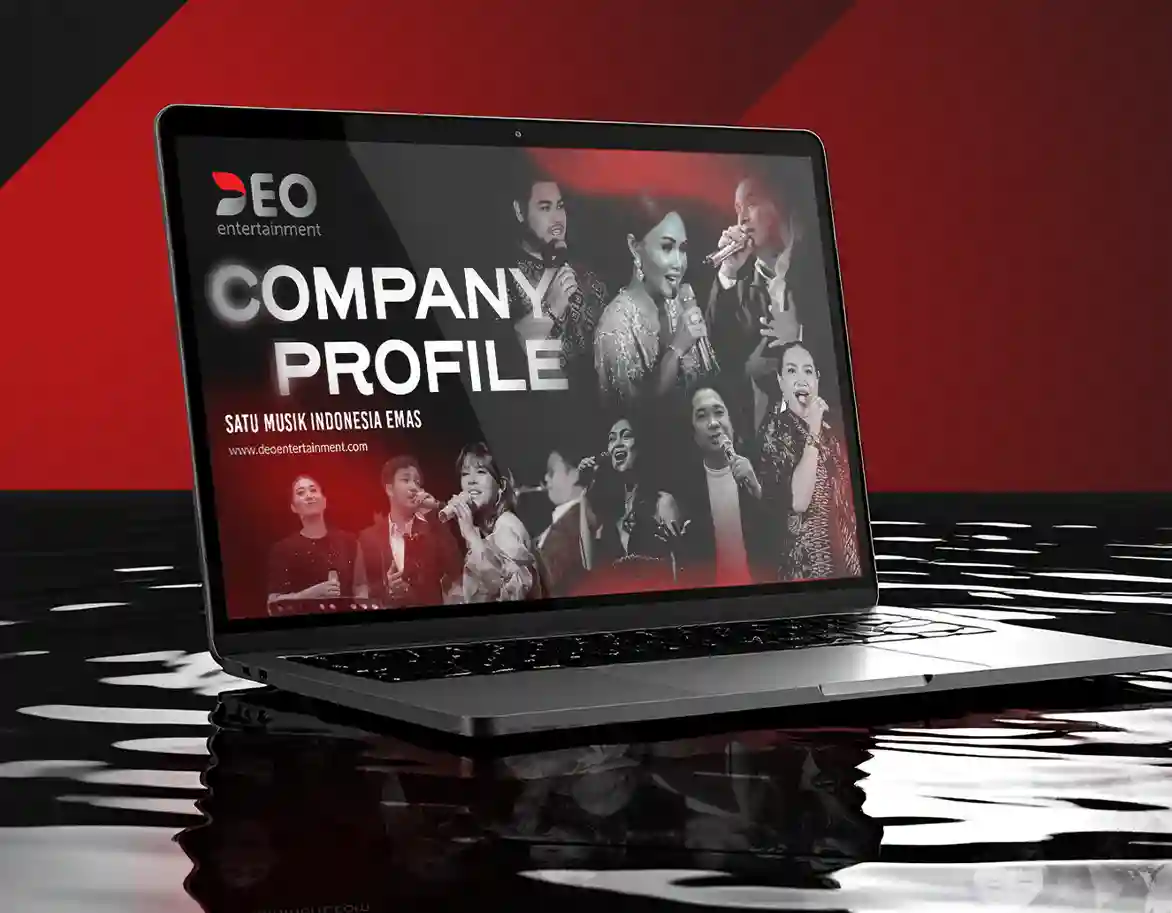 DEO
entertainment
COMPANY
PROFILE
SATU MUSIK INDONESIA EMAS
www.deoentertainment.com